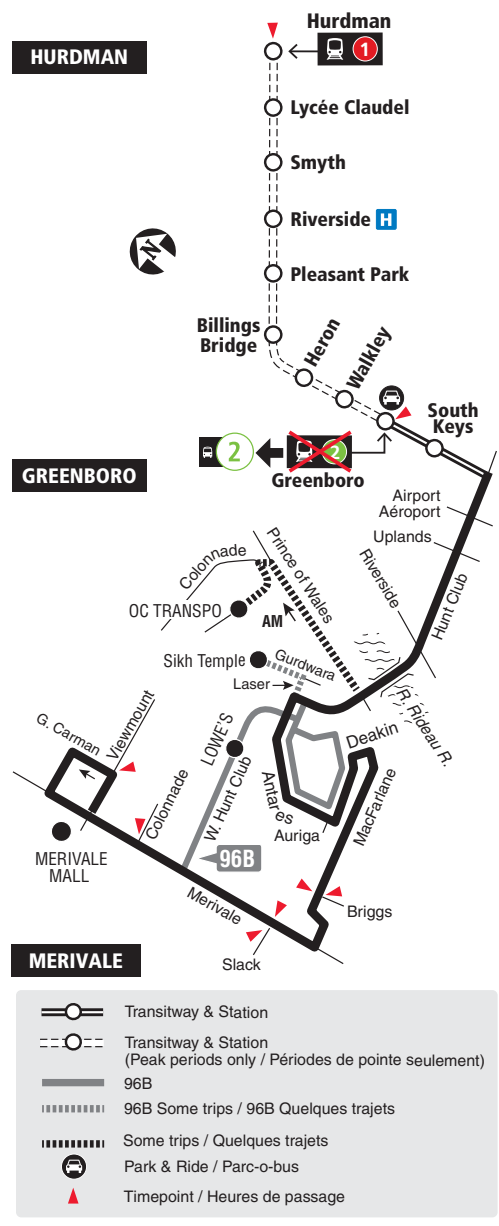 Hurdman
1
HURDMAN
Lycée Claudel
Smyth
Riverside H
Pleasant Park
N
Billings
Bridge
Heron
Walkley
South
Keys
2
2
Greenboro
GREENBORO
Airport
Aéroport
Uplands
Riverside
Hunt Club
Prince of Wales
Colonnade
OC TRANSPO
AM
Sikh Temple
Gurdwara
Laser
R. Rideau R.
Viewmount
G. Carman
LOWE'S
Deakin
W. Hunt Club
Antares
Auriga
MacFarlane
Colonnade
MERIVALE
MALL
96B
Merivale
Briggs
Slack
MERIVALE
Transitway & Station
Transitway & Station
(Peak periods only / Périodes de pointe seulement)
96B
96B Some trips / 96B Quelques trajets
Some trips / Quelques trajets
Park & Ride / Parc-o-bus
Timepoint / Heures de passage